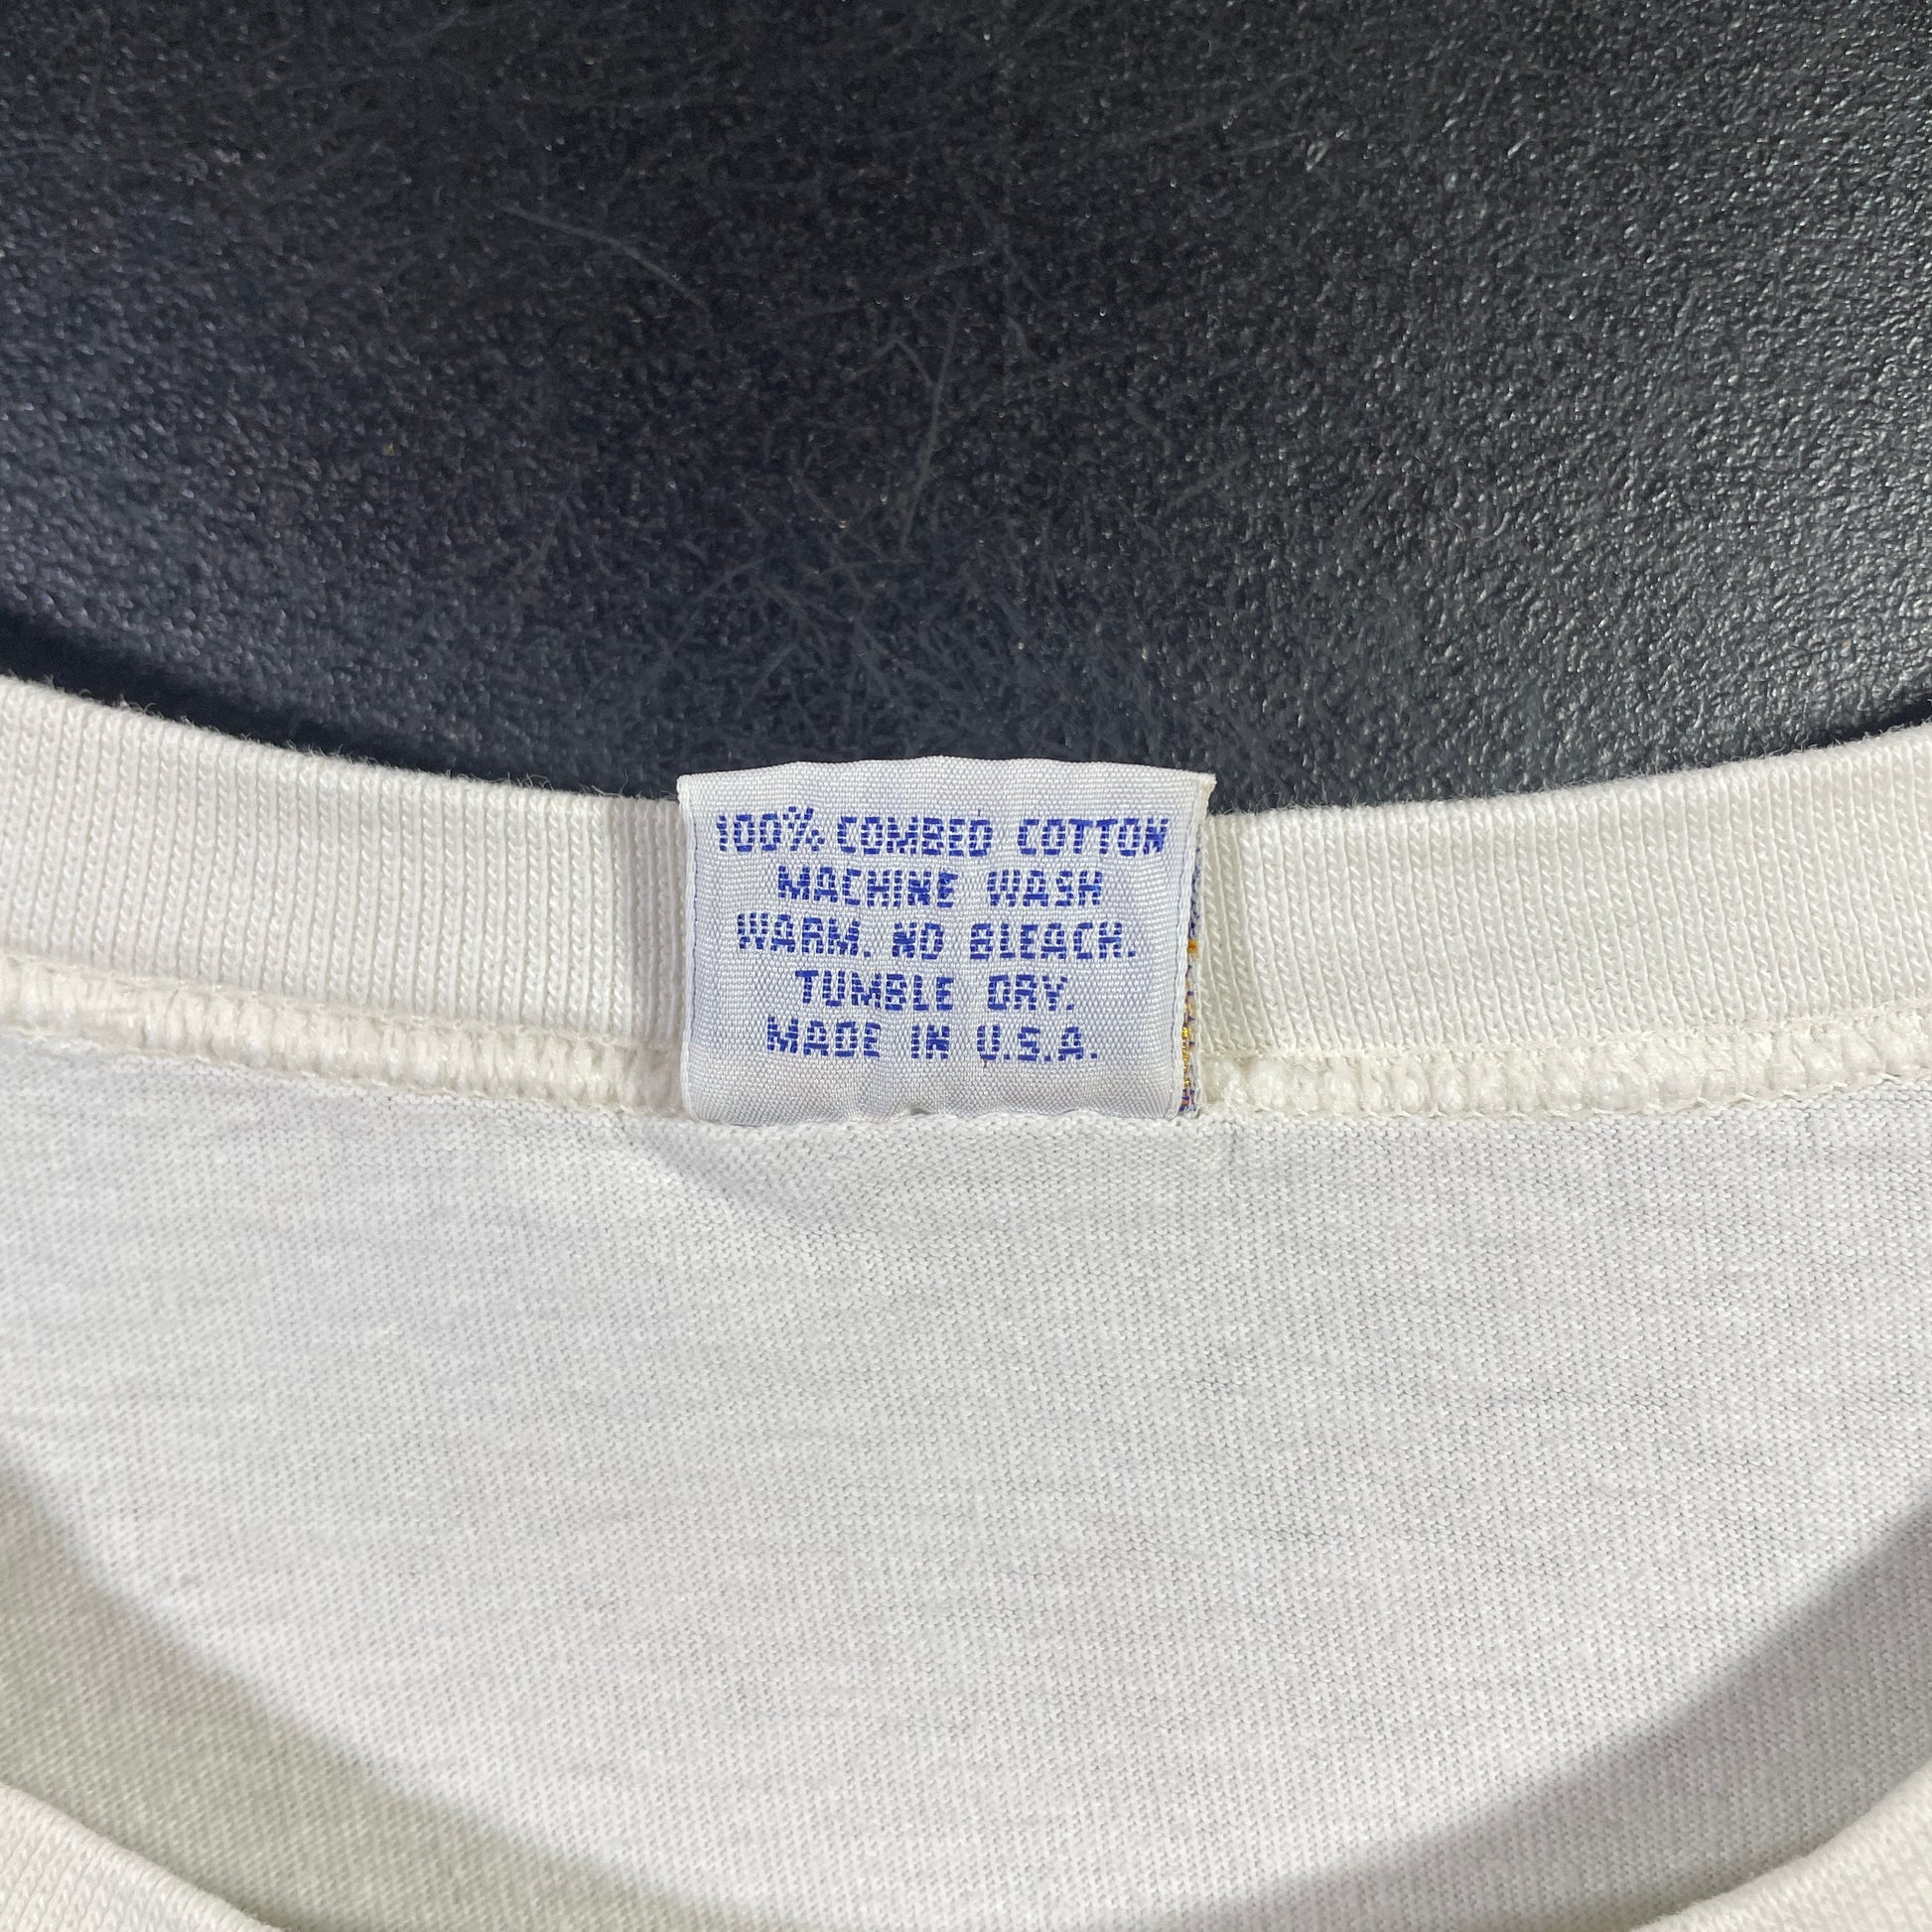 100% COMBED COTTON
MACHINE WASH
WARM. NO BLEACH.
TUMBLE DRY.
MADE IN U.S.A.